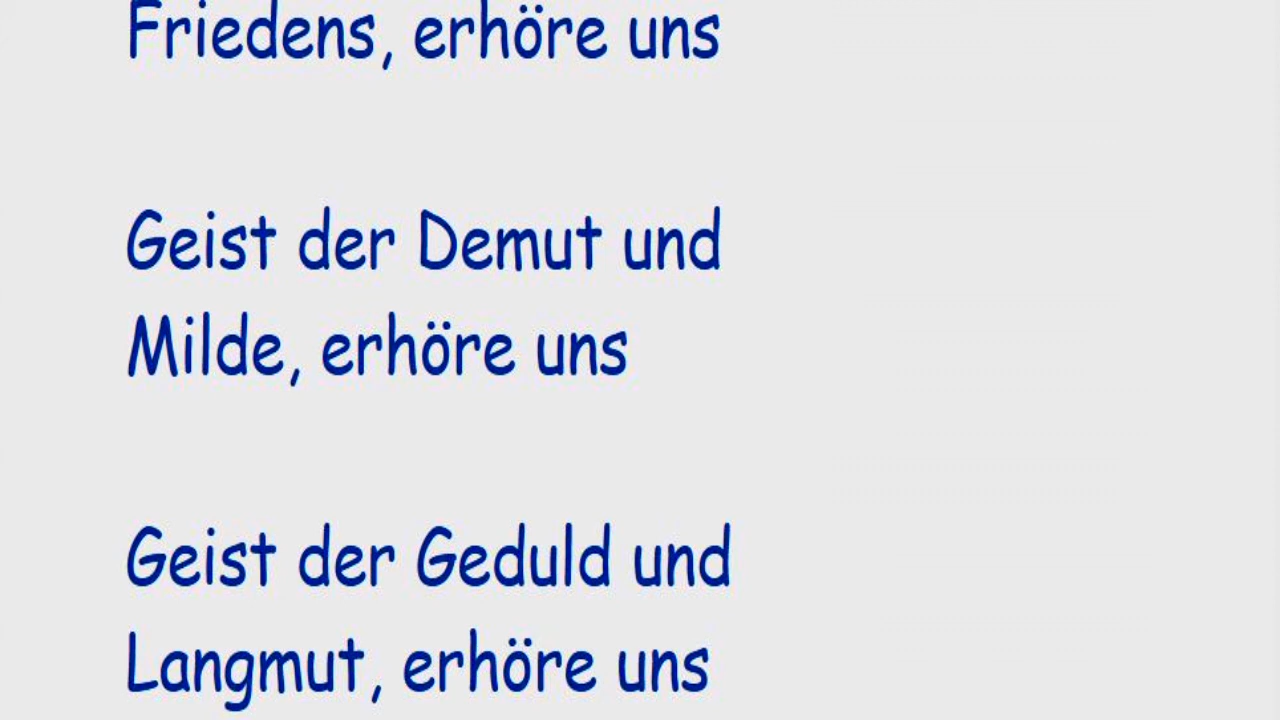 Friedens, erhöre uns
Geist der Demut und
Milde, erhöre uns
Geist der Geduld und
Langmut, erhöre uns